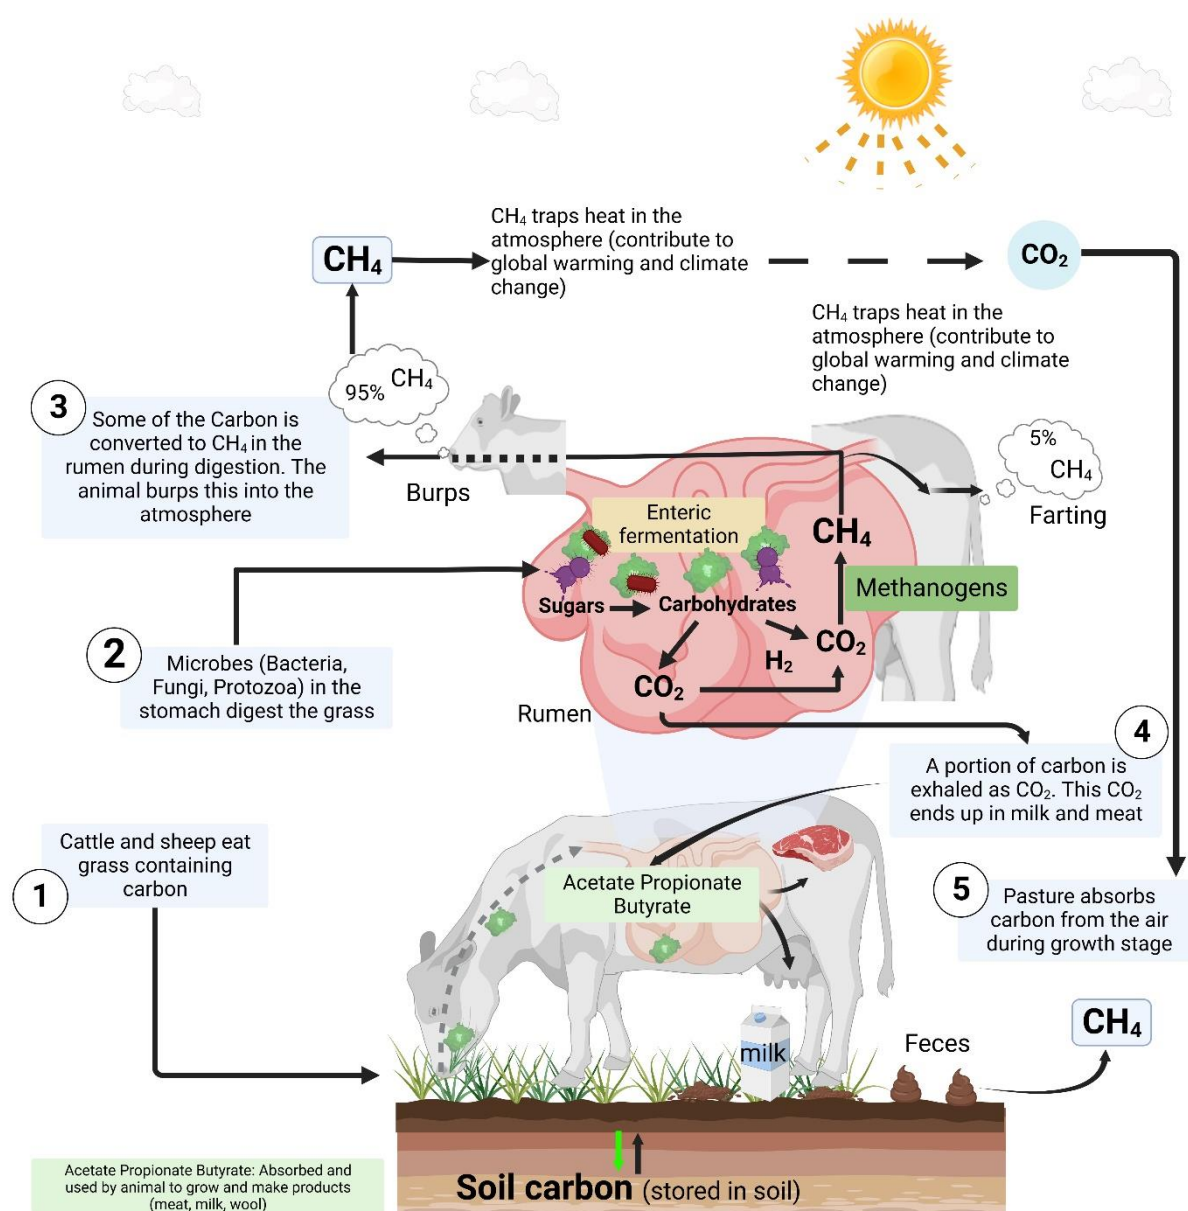 CH₄ traps heat in the
atmosphere (contribute to
global warming and climate
change)
CH₄
CO₂
CH₄ traps heat in the
atmosphere (contribute to
global warming and climate
change)
95% CH₄
3
Some of the Carbon is
converted to CH₄ in the
rumen during digestion. The
animal burps this into the
atmosphere
Burps
5%
CH₄
Farting
Enteric
fermentation
CH₄
Methanogens
Sugars
Carbohydrates
CO₂
H₂
CO₂
Rumen
2
Microbes (Bacteria,
Fungi, Protozoa) in the
stomach digest the grass
4
A portion of carbon is
exhaled as CO₂. This CO₂
ends up in milk and meat
1
Cattle and sheep eat
grass containing
carbon
Acetate Propionate
Butyrate
5
Pasture absorbs
carbon from the air
during growth stage
CH₄
Feces
milk
Soil carbon (stored in soil)
Acetate Propionate Butyrate: Absorbed and
used by animal to grow and make products
(meat, milk, wool)